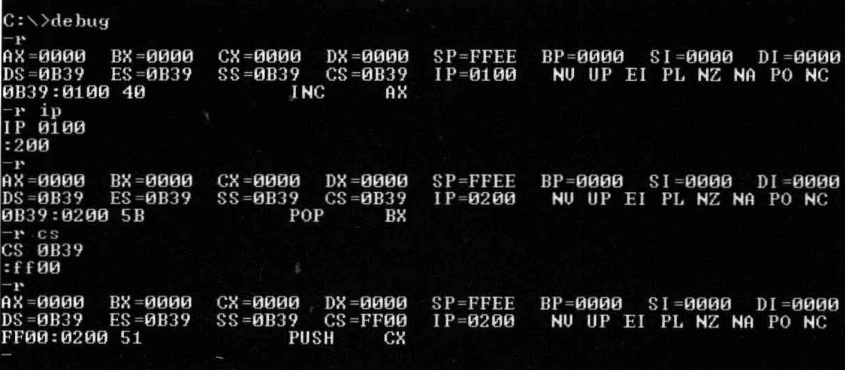 C:\>debug
-r
AX=0000 BX=0000 CX=0000 DX=0000 SP=FFEE BP=0000 SI=0000 DI=0000
DS=0B39 ES=0B39 SS=0B39 CS=0B39 IP=0100 NV UP EI PL NZ NA PO NC
0B39:0100 40 INC AX
-r ip
IP 0100
:200
-r
AX=0000 BX=0000 CX=0000 DX=0000 SP=FFEE BP=0000 SI=0000 DI=0000
DS=0B39 ES=0B39 SS=0B39 CS=0B39 IP=0200 NV UP EI PL NZ NA PO NC
0B39:0200 5B POP BX
-r cs
CS 0B39
:ff00
-r
AX=0000 BX=0000 CX=0000 DX=0000 SP=FFEE BP=0000 SI=0000 DI=0000
DS=0B39 ES=0B39 SS=0B39 CS=FF00 IP=0200 NV UP EI PL NZ NA PO NC
FF00:0200 51 PUSH CX
-